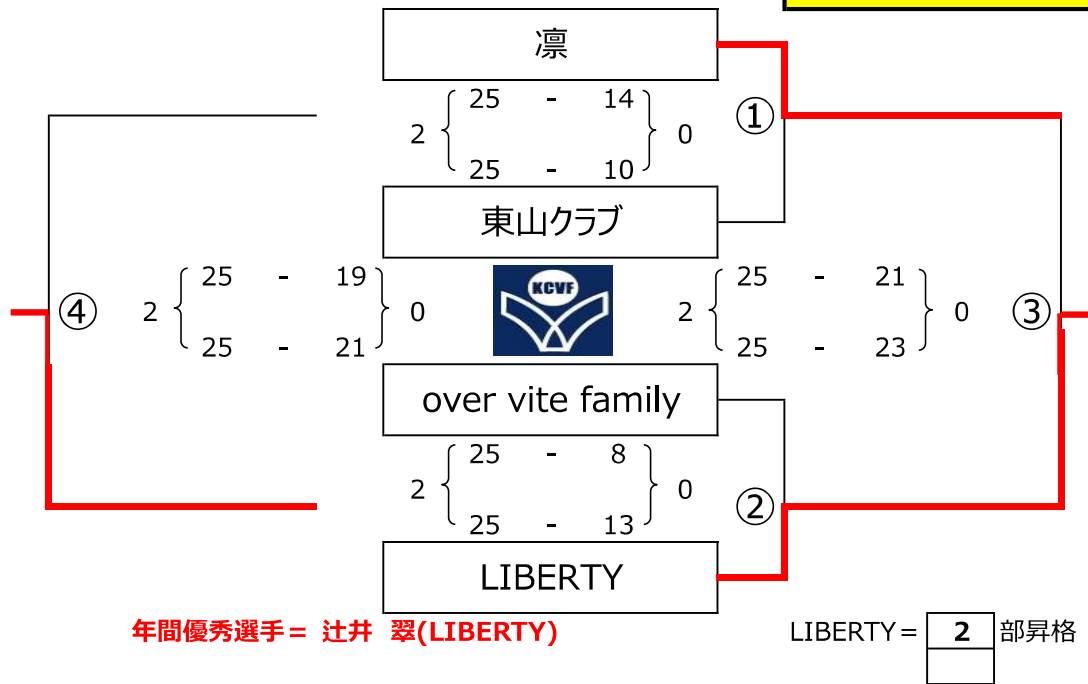 凛
25 - 14
2 0 ①
25 - 10
東山クラブ
25 - 19 KCVF 25 - 21
④ 2 0 2 0 ③
25 - 21 25 - 23
over vite family
25 - 8
2 0 ②
25 - 13
LIBERTY
年間優秀選手= 辻井 翠(LIBERTY) LIBERTY= 2 部昇格